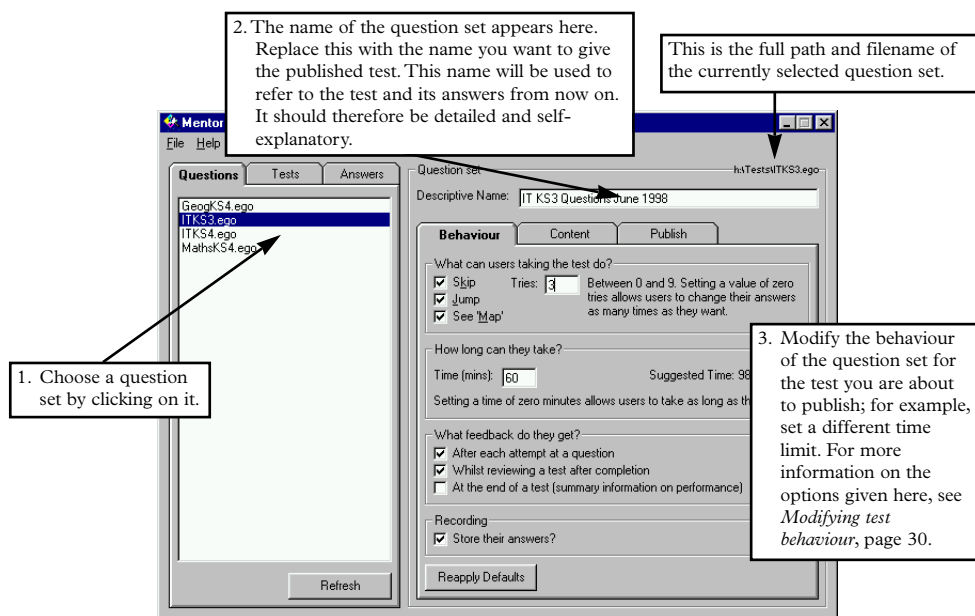 2. The name of the question set appears here.
Replace this with the name you want to give
the published test. This name will be used to
refer to the test and its answers from now on.
It should therefore be detailed and self-
explanatory.
This is the full path and filename of
the currently selected question set.
Mentor
File Help
Questions Tests Answers
GeogKS4.ego
ITKS3.ego
ITKS4.ego
MathsKS4.ego
Refresh
1. Choose a question
set by clicking on it.
Question set
h:\Tests\ITKS3.ego
Descriptive Name: IT KS3 Questions June 1998
Behaviour Content Publish
What can users taking the test do?
Skip Tries: 3 Between 0 and 9. Setting a value of zero
Jump tries allows users to change their answers
See 'Map' as many times as they want.
How long can they take?
Time (mins): 60 Suggested Time: 98
Setting a time of zero minutes allows users to take as long as
What feedback do they get?
After each attempt at a question
Whilst reviewing a test after completion
At the end of a test (summary information on performance)
Recording
Store their answers?
Reapply Defaults
3. Modify the behaviour
of the question set for
the test you are about
to publish; for example,
set a different time
limit. For more
information on the
options given here, see
Modifying test
behaviour, page 30.